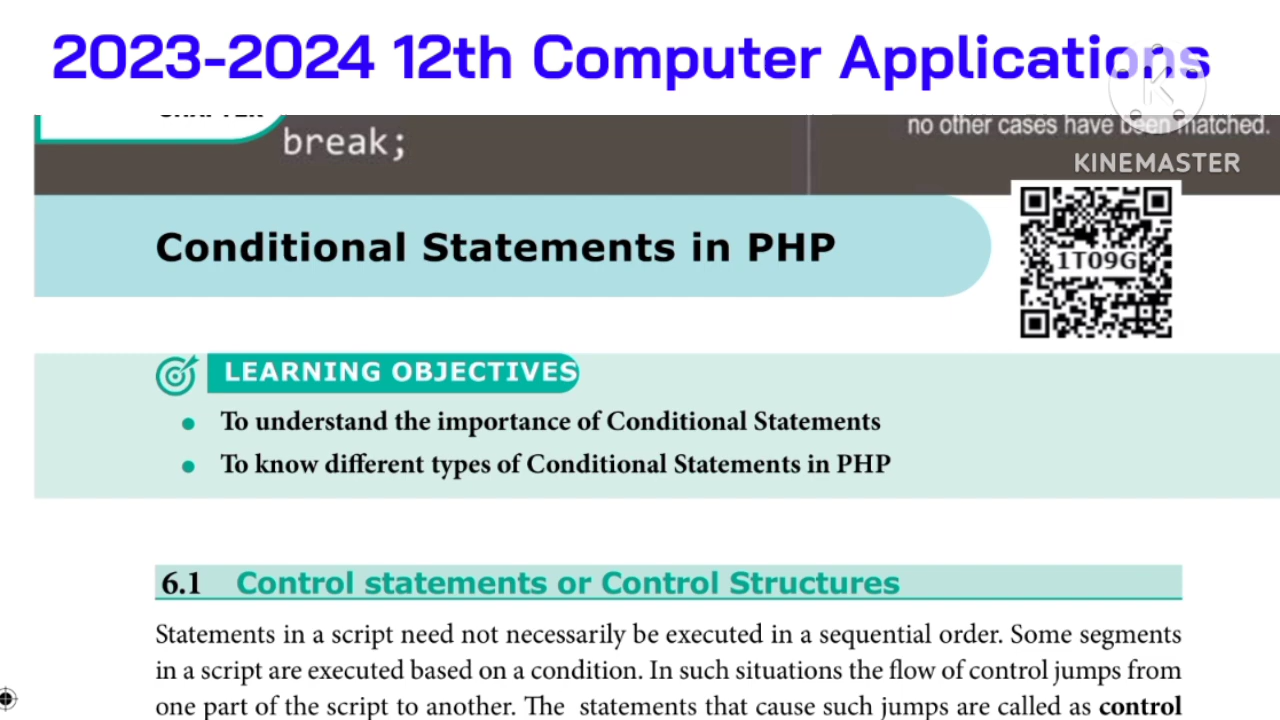 2023-2024 12th Computer Applications
CHAPTER
break;
no other cases have been matched.
KINEMASTER
Conditional Statements in PHP
1T09G
LEARNING OBJECTIVES
• To understand the importance of Conditional Statements
• To know different types of Conditional Statements in PHP
6.1 Control statements or Control Structures
Statements in a script need not necessarily be executed in a sequential order. Some segments
in a script are executed based on a condition. In such situations the flow of control jumps from
one part of the script to another. The statements that cause such jumps are called as control